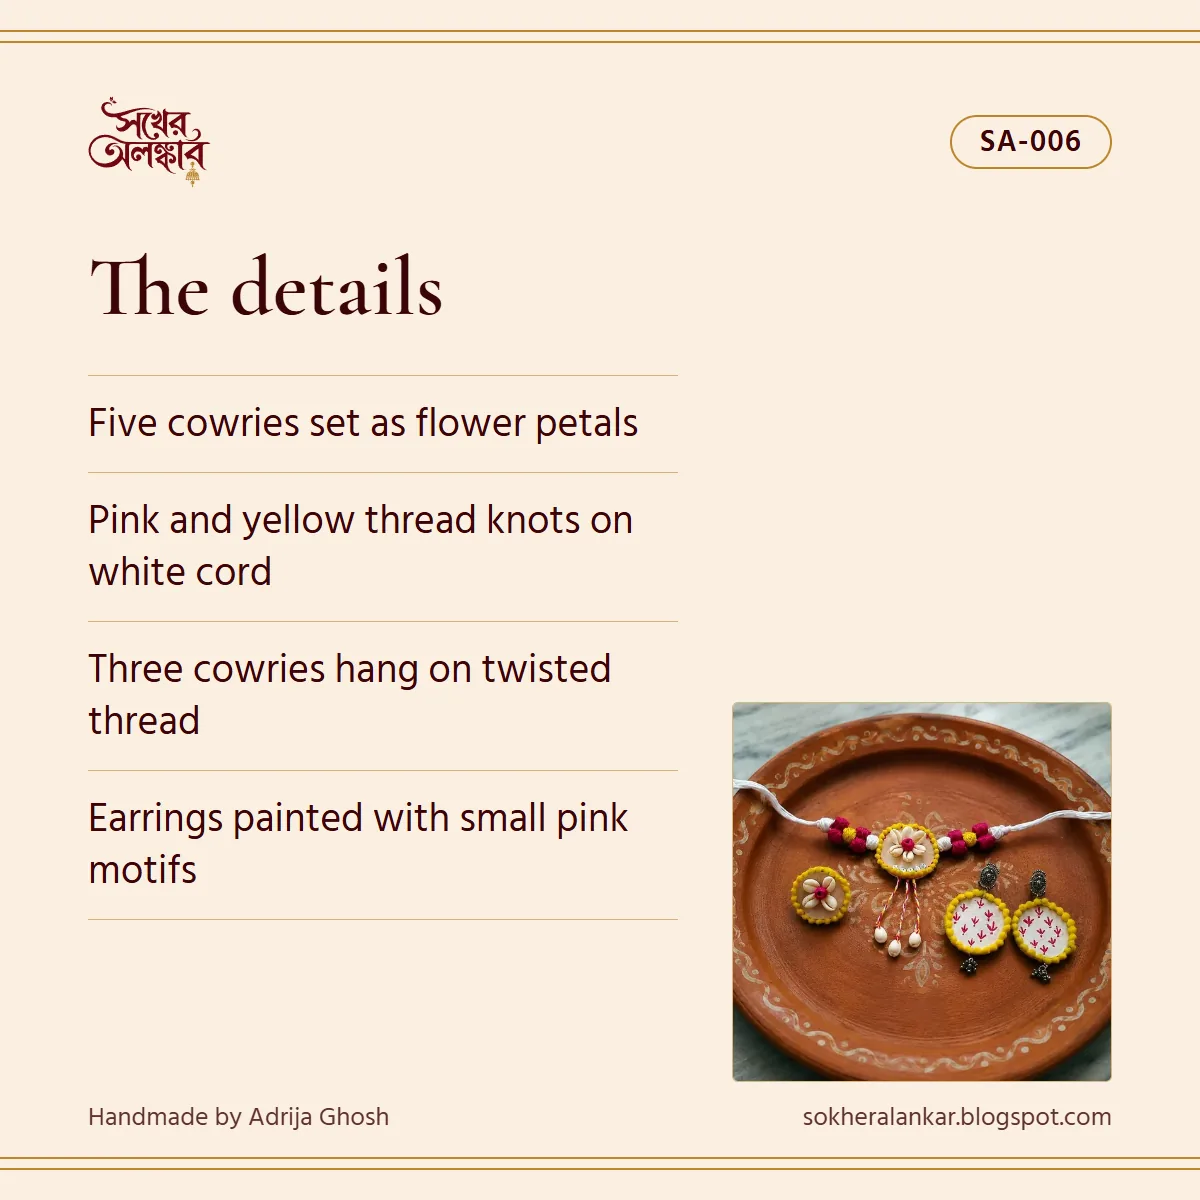 সখের
অলঙ্কার
SA-006
The details
Five cowries set as flower petals
Pink and yellow thread knots on
white cord
Three cowries hang on twisted
thread
Earrings painted with small pink
motifs
Handmade by Adrija Ghosh
sokheralankar.blogspot.com